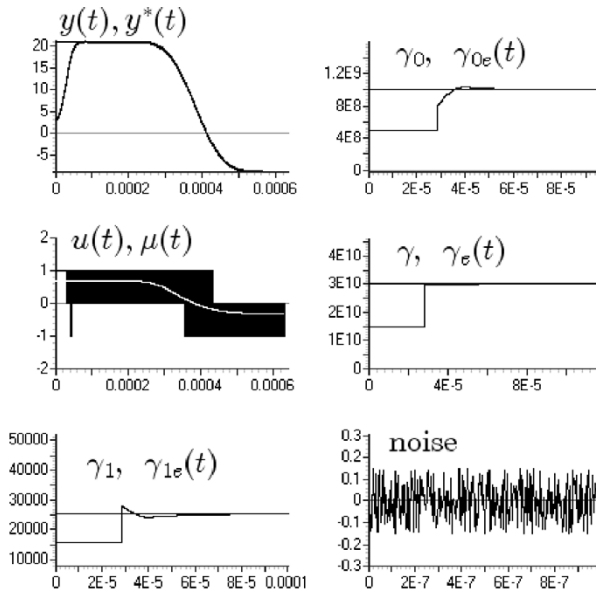 y(t), y*(t)
20
15
10
5
0
-5
0
0.0002
0.0004
0.0006
γ₀, γ₀ₑ(t)
1.2E9
8E8
4E8
0
0
2E-5
4E-5
6E-5
8E-5
u(t), μ(t)
2
1
0
-1
-2
0
0.0002
0.0004
0.0006
γ, γₑ(t)
4E10
3E10
2E10
1E10
0
0
4E-5
8E-5
γ₁, γ₁ₑ(t)
50000
40000
30000
20000
10000
0
2E-5
4E-5
6E-5
8E-5
0.0001
noise
0.3
0.2
0.1
0
-0.1
-0.2
-0.3
0
2E-7
4E-7
6E-7
8E-7